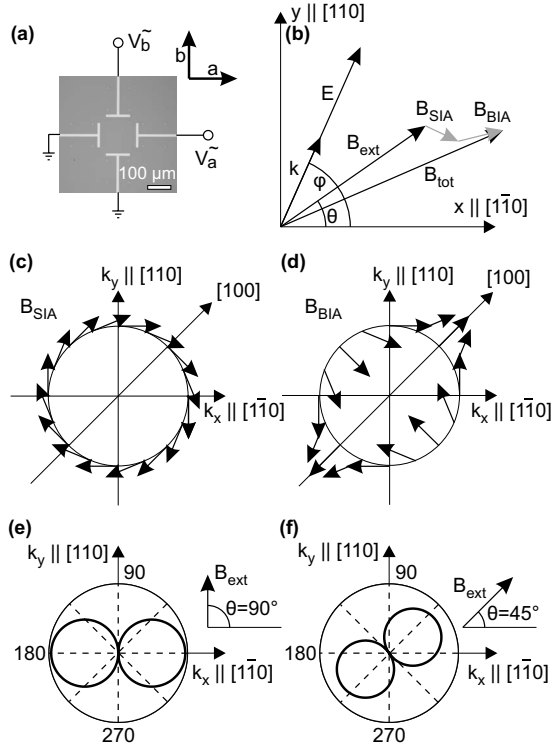 (a)
V_b^~
b
a
V_a^~
100 µm
(b)
y || [110]
E
B_SIA
B_BIA
B_ext
k
φ
B_tot
θ
x || [11̄0]
(c)
k_y || [110]
B_SIA
[100]
k_x || [11̄0]
(d)
k_y || [110]
B_BIA
[100]
k_x || [11̄0]
(e)
k_y || [110]
90
B_ext
θ=90°
180
k_x || [11̄0]
270
(f)
k_y || [110]
90
B_ext
θ=45°
180
k_x || [11̄0]
270